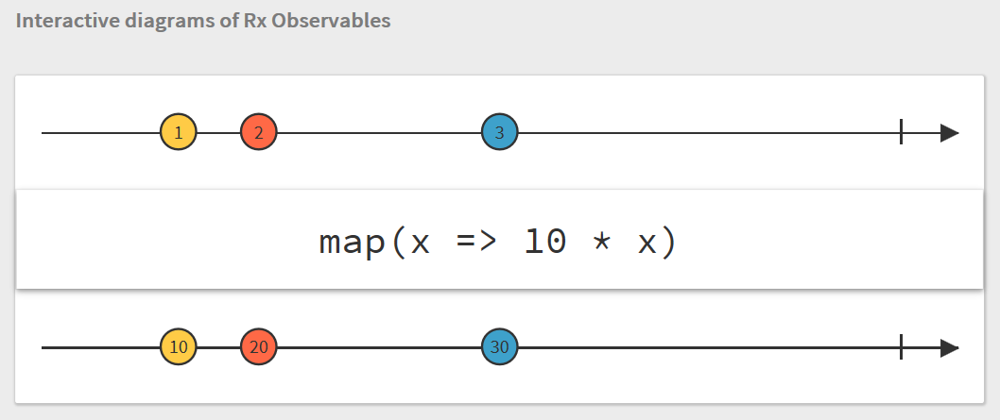 Interactive diagrams of Rx Observables
1 2 3
map(x => 10 * x)
10 20 30